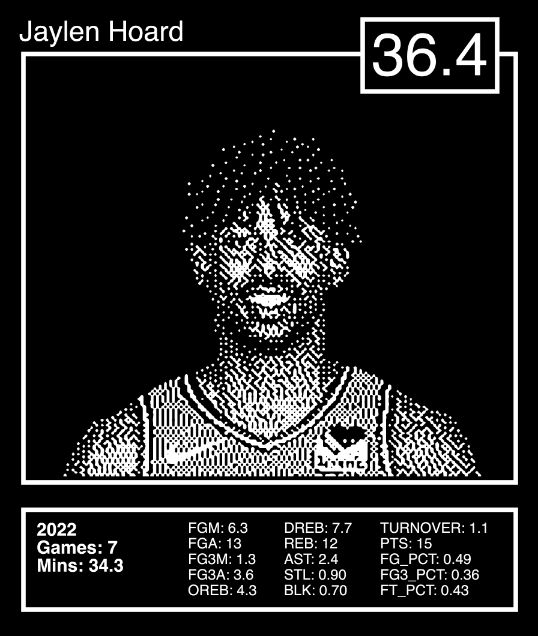 Jaylen Hoard
36.4
2022
Games: 7
Mins: 34.3
FGM: 6.3
FGA: 13
FG3M: 1.3
FG3A: 3.6
OREB: 4.3
DREB: 7.7
REB: 12
AST: 2.4
STL: 0.90
BLK: 0.70
TURNOVER: 1.1
PTS: 15
FG_PCT: 0.49
FG3_PCT: 0.36
FT_PCT: 0.43